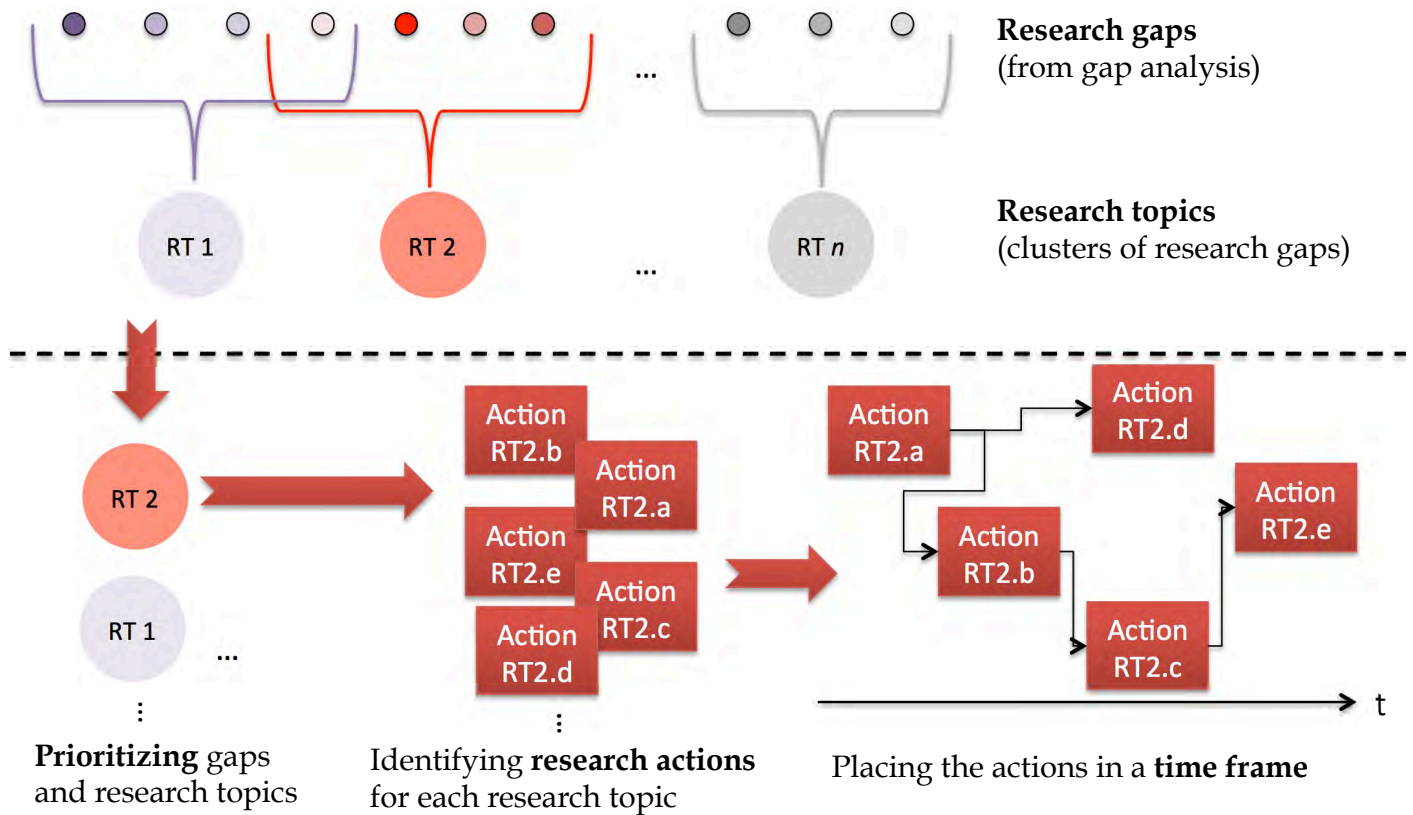 Research gaps
(from gap analysis)
...
RT 1
RT 2
...
RT n
Research topics
(clusters of research gaps)
RT 2
RT 1
...
...
Prioritizing gaps
and research topics
Action
RT2.b
Action
RT2.a
Action
RT2.e
Action
RT2.c
Action
RT2.d
...
Identifying research actions
for each research topic
Action
RT2.a
Action
RT2.d
Action
RT2.e
Action
RT2.b
Action
RT2.c
t
Placing the actions in a time frame